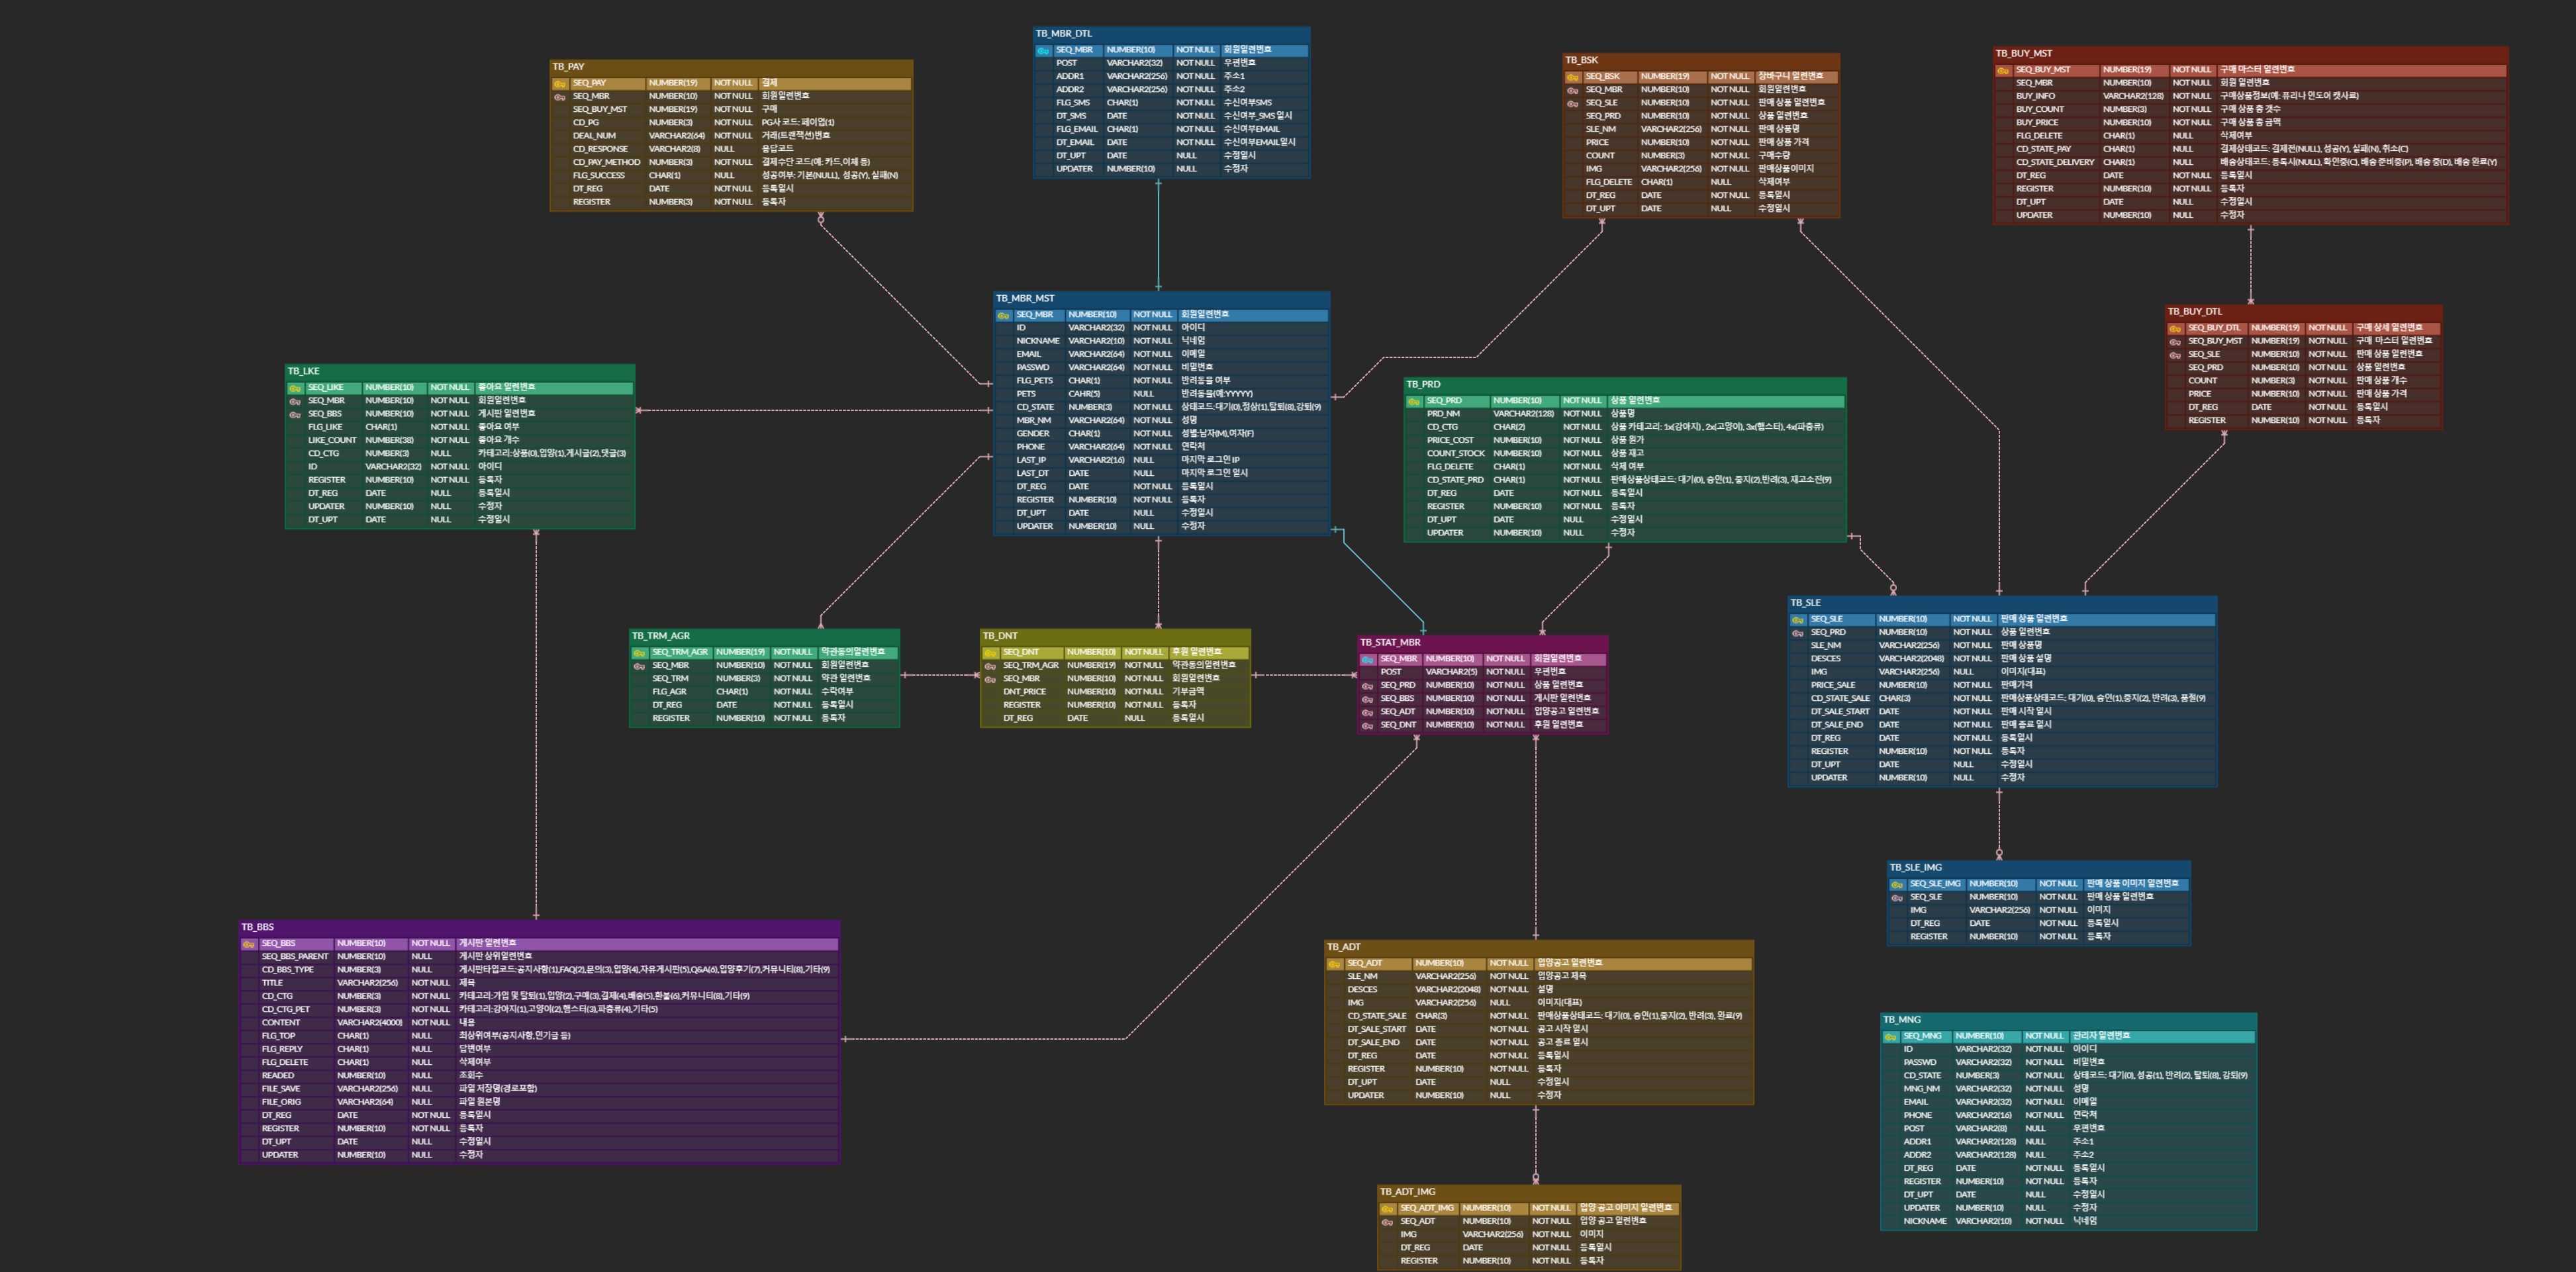 TB_MBR_DTL
SEQ_MBR NUMBER(10) NOT NULL 회원일련번호
POST VARCHAR2(32) NOT NULL 우편번호
ADDR1 VARCHAR2(256) NOT NULL 주소1
ADDR2 VARCHAR2(256) NOT NULL 주소2
FLG_SMS CHAR(1) NOT NULL 수신여부SMS
DT_SMS DATE NOT NULL 수신여부_SMS 일시
FLG_EMAIL CHAR(1) NOT NULL 수신여부EMAIL
DT_EMAIL DATE NOT NULL 수신여부EMAIL일시
DT_UPT DATE NULL 수정일시
UPDATER NUMBER(10) NULL 수정자
TB_PAY
SEQ_PAY NUMBER(19) NOT NULL 결제
SEQ_MBR NUMBER(10) NOT NULL 회원일련번호
SEQ_BUY_MST NUMBER(19) NOT NULL 구매
CD_PG NUMBER(3) NOT NULL PG사 코드: 페이업(1)
DEAL_NUM VARCHAR2(64) NOT NULL 거래(트랜잭션)번호
CD_RESPONSE VARCHAR2(8) NULL 응답코드
CD_PAY_METHOD NUMBER(3) NOT NULL 결제수단 코드(예: 카드,이체 등)
FLG_SUCCESS CHAR(1) NULL 성공여부: 기본(NULL), 성공(Y), 실패(N)
DT_REG DATE NOT NULL 등록일시
REGISTER NUMBER(3) NOT NULL 등록자
TB_BSK
SEQ_BSK NUMBER(19) NOT NULL 장바구니 일련번호
SEQ_MBR NUMBER(10) NOT NULL 회원일련번호
SEQ_SLE NUMBER(10) NOT NULL 판매 상품 일련번호
SEQ_PRD NUMBER(10) NOT NULL 상품 일련번호
SLE_NM VARCHAR2(256) NOT NULL 판매 상품명
PRICE NUMBER(10) NOT NULL 판매 상품 가격
COUNT NUMBER(3) NOT NULL 구매수량
IMG VARCHAR2(256) NOT NULL 판매상품이미지
FLG_DELETE CHAR(1) NULL 삭제여부
DT_REG DATE NOT NULL 등록일시
DT_UPT DATE NULL 수정일시
TB_BUY_MST
SEQ_BUY_MST NUMBER(19) NOT NULL 구매 마스터 일련번호
SEQ_MBR NUMBER(10) NOT NULL 회원 일련번호
BUY_INFO VARCHAR2(128) NOT NULL 구매상품정보(예: 퓨리나 인도어 캣사료)
BUY_COUNT NUMBER(3) NOT NULL 구매 상품 총 갯수
BUY_PRICE NUMBER(10) NOT NULL 구매 상품 총 금액
FLG_DELETE CHAR(1) NULL 삭제여부
CD_STATE_PAY CHAR(1) NULL 결제상태코드: 결제전(NULL), 성공(Y), 실패(N), 취소(C)
CD_STATE_DELIVERY CHAR(1) NULL 배송상태코드: 등록시(NULL), 확인중(C), 배송 준비중(P), 배송 중(D), 배송 완료(Y)
DT_REG DATE NOT NULL 등록일시
REGISTER NUMBER(10) NOT NULL 등록자
DT_UPT DATE NULL 수정일시
UPDATER NUMBER(10) NULL 수정자
TB_MBR_MST
SEQ_MBR NUMBER(10) NOT NULL 회원일련번호
ID VARCHAR2(32) NOT NULL 아이디
NICKNAME VARCHAR2(10) NOT NULL 닉네임
EMAIL VARCHAR2(64) NOT NULL 이메일
PASSWD VARCHAR2(64) NOT NULL 비밀번호
FLG_PETS CHAR(1) NOT NULL 반려동물 여부
PETS CAHR(5) NULL 반려동물(예:YYYYY)
CD_STATE NUMBER(3) NOT NULL 상태코드:대기(0),정상(1),탈퇴(8),강퇴(9)
MBR_NM VARCHAR2(64) NOT NULL 성명
GENDER CHAR(1) NOT NULL 성별:남자(M),여자(F)
PHONE VARCHAR2(64) NOT NULL 연락처
LAST_IP VARCHAR2(16) NULL 마지막 로그인 IP
LAST_DT DATE NULL 마지막 로그인 일시
DT_REG DATE NOT NULL 등록일시
REGISTER NUMBER(10) NOT NULL 등록자
DT_UPT DATE NULL 수정일시
UPDATER NUMBER(10) NULL 수정자
TB_BUY_DTL
SEQ_BUY_DTL NUMBER(19) NOT NULL 구매 상세 일련번호
SEQ_BUY_MST NUMBER(19) NOT NULL 구매 마스터 일련번호
SEQ_SLE NUMBER(10) NOT NULL 판매 상품 일련번호
SEQ_PRD NUMBER(10) NOT NULL 상품 일련번호
COUNT NUMBER(3) NOT NULL 판매 상품 개수
PRICE NUMBER(10) NOT NULL 판매 상품 가격
DT_REG DATE NOT NULL 등록일시
REGISTER NUMBER(10) NOT NULL 등록자
TB_LKE
SEQ_LIKE NUMBER(10) NOT NULL 좋아요 일련번호
SEQ_MBR NUMBER(10) NOT NULL 회원일련번호
SEQ_BBS NUMBER(10) NOT NULL 게시판 일련번호
FLG_LIKE CHAR(1) NOT NULL 좋아요 여부
LIKE_COUNT NUMBER(38) NOT NULL 좋아요 개수
CD_CTG NUMBER(3) NULL 카테고리:상품(0),입양(1),게시글(2),댓글(3)
ID VARCHAR2(32) NOT NULL 아이디
REGISTER NUMBER(10) NOT NULL 등록자
DT_REG DATE NULL 등록일시
UPDATER NUMBER(10) NULL 수정자
DT_UPT DATE NULL 수정일시
TB_PRD
SEQ_PRD NUMBER(10) NOT NULL 상품 일련번호
PRD_NM VARCHAR2(128) NOT NULL 상품명
CD_CTG CHAR(2) NOT NULL 상품 카테고리: 1x(강아지) , 2x(고양이), 3x(햄스터), 4x(파충류)
PRICE_COST NUMBER(10) NOT NULL 상품 원가
COUNT_STOCK NUMBER(10) NOT NULL 상품 재고
FLG_DELETE CHAR(1) NOT NULL 삭제 여부
CD_STATE_PRD CHAR(1) NOT NULL 판매상품상태코드: 대기(0), 승인(1), 중지(2),반려(3), 재고소진(9)
DT_REG DATE NOT NULL 등록일시
REGISTER NUMBER(10) NOT NULL 등록자
DT_UPT DATE NULL 수정일시
UPDATER NUMBER(10) NULL 수정자
TB_TRM_AGR
SEQ_TRM_AGR NUMBER(19) NOT NULL 약관동의일련번호
SEQ_MBR NUMBER(10) NOT NULL 회원일련번호
SEQ_TRM NUMBER(3) NOT NULL 약관 일련번호
FLG_AGR CHAR(1) NOT NULL 수락여부
DT_REG DATE NOT NULL 등록일시
REGISTER NUMBER(10) NOT NULL 등록자
TB_DNT
SEQ_DNT NUMBER(10) NOT NULL 후원 일련번호
SEQ_TRM_AGR NUMBER(19) NOT NULL 약관동의일련번호
SEQ_MBR NUMBER(10) NOT NULL 회원일련번호
DNT_PRICE NUMBER(10) NOT NULL 기부금액
REGISTER NUMBER(10) NOT NULL 등록자
DT_REG DATE NULL 등록일시
TB_STAT_MBR
SEQ_MBR NUMBER(10) NOT NULL 회원일련번호
POST VARCHAR2(5) NOT NULL 우편번호
SEQ_PRD NUMBER(10) NOT NULL 상품 일련번호
SEQ_BBS NUMBER(10) NOT NULL 게시판 일련번호
SEQ_ADT NUMBER(10) NOT NULL 입양공고 일련번호
SEQ_DNT NUMBER(10) NOT NULL 후원 일련번호
TB_SLE
SEQ_SLE NUMBER(10) NOT NULL 판매 상품 일련번호
SEQ_PRD NUMBER(10) NOT NULL 상품 일련번호
SLE_NM VARCHAR2(256) NOT NULL 판매 상품명
DESCES VARCHAR2(2048) NOT NULL 판매 상품 설명
IMG VARCHAR2(256) NULL 이미지(대표)
PRICE_SALE NUMBER(10) NOT NULL 판매가격
CD_STATE_SALE CHAR(3) NOT NULL 판매상품상태코드: 대기(0), 승인(1),중지(2), 반려(3), 품절(9)
DT_SALE_START DATE NOT NULL 판매 시작 일시
DT_SALE_END DATE NOT NULL 판매 종료 일시
DT_REG DATE NOT NULL 등록일시
REGISTER NUMBER(10) NOT NULL 등록자
DT_UPT DATE NULL 수정일시
UPDATER NUMBER(10) NULL 수정자
TB_SLE_IMG
SEQ_SLE_IMG NUMBER(10) NOT NULL 판매 상품 이미지 일련번호
SEQ_SLE NUMBER(10) NOT NULL 판매 상품 일련번호
IMG VARCHAR2(256) NOT NULL 이미지
DT_REG DATE NOT NULL 등록일시
REGISTER NUMBER(10) NOT NULL 등록자
TB_BBS
SEQ_BBS NUMBER(10) NOT NULL 게시판 일련번호
SEQ_BBS_PARENT NUMBER(10) NULL 게시판 상위일련번호
CD_BBS_TYPE NUMBER(3) NULL 게시판타입코드:공지사항(1),FAQ(2),문의(3),입양(4),자유게시판(5),Q&A(6),입양후기(7),커뮤니티(8),기타(9)
TITLE VARCHAR2(256) NOT NULL 제목
CD_CTG NUMBER(3) NOT NULL 카테고리:가입 및 탈퇴(1),입양(2),구매(3),결제(4),배송(5),환불(6),커뮤니티(8),기타(9)
CD_CTG_PET NUMBER(3) NOT NULL 카테고리:강아지(1),고양이(2),햄스터(3),파충류(4),기타(5)
CONTENT VARCHAR2(4000) NOT NULL 내용
FLG_TOP CHAR(1) NULL 최상위여부(공지사항,인기글 등)
FLG_REPLY CHAR(1) NULL 답변여부
FLG_DELETE CHAR(1) NULL 삭제여부
READED NUMBER(10) NULL 조회수
FILE_SAVE VARCHAR2(256) NULL 파일 저장명(경로포함)
FILE_ORIG VARCHAR2(64) NULL 파일 원본명
DT_REG DATE NOT NULL 등록일시
REGISTER NUMBER(10) NOT NULL 등록자
DT_UPT DATE NULL 수정일시
UPDATER NUMBER(10) NULL 수정자
TB_ADT
SEQ_ADT NUMBER(10) NOT NULL 입양공고 일련번호
SLE_NM VARCHAR2(256) NOT NULL 입양공고 제목
DESCES VARCHAR2(2048) NOT NULL 설명
IMG VARCHAR2(256) NULL 이미지(대표)
CD_STATE_SALE CHAR(3) NOT NULL 판매상품상태코드: 대기(0), 승인(1),중지(2), 반려(3), 완료(9)
DT_SALE_START DATE NOT NULL 공고 시작 일시
DT_SALE_END DATE NOT NULL 공고 종료 일시
DT_REG DATE NOT NULL 등록일시
REGISTER NUMBER(10) NOT NULL 등록자
DT_UPT DATE NULL 수정일시
UPDATER NUMBER(10) NULL 수정자
TB_MNG
SEQ_MNG NUMBER(10) NOT NULL 관리자 일련번호
ID VARCHAR2(32) NOT NULL 아이디
PASSWD VARCHAR2(32) NOT NULL 비밀번호
CD_STATE NUMBER(3) NOT NULL 상태코드: 대기(0), 성공(1), 반려(2), 탈퇴(8), 강퇴(9)
MNG_NM VARCHAR2(32) NOT NULL 성명
EMAIL VARCHAR2(32) NOT NULL 이메일
PHONE VARCHAR2(16) NOT NULL 연락처
POST VARCHAR2(8) NULL 우편번호
ADDR1 VARCHAR2(128) NULL 주소1
ADDR2 VARCHAR2(128) NULL 주소2
DT_REG DATE NOT NULL 등록일시
REGISTER NUMBER(10) NOT NULL 등록자
DT_UPT DATE NULL 수정일시
UPDATER NUMBER(10) NULL 수정자
NICKNAME VARCHAR2(10) NOT NULL 닉네임
TB_ADT_IMG
SEQ_ADT_IMG NUMBER(10) NOT NULL 입양 공고 이미지 일련번호
SEQ_ADT NUMBER(10) NOT NULL 입양 공고 일련번호
IMG VARCHAR2(256) NOT NULL 이미지
DT_REG DATE NOT NULL 등록일시
REGISTER NUMBER(10) NOT NULL 등록자